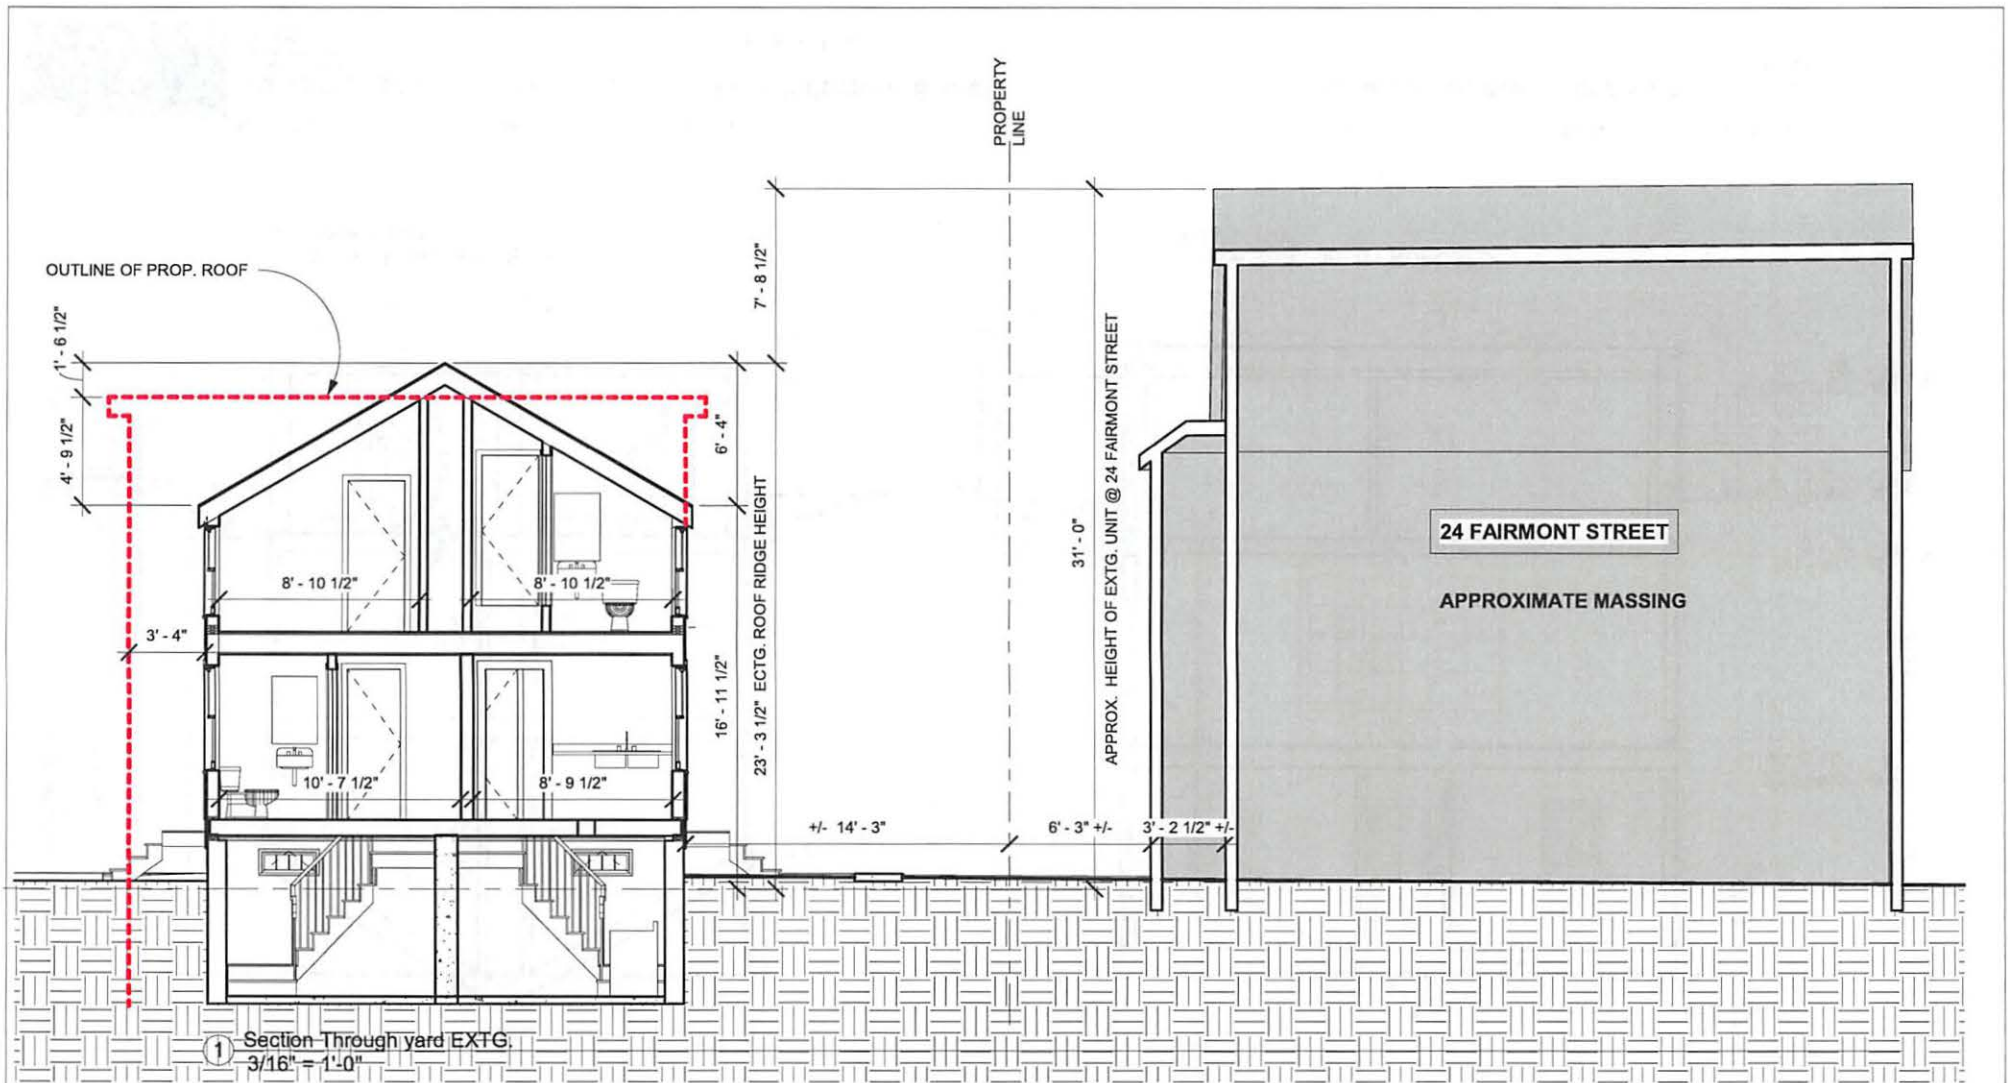 PROPERTY
LINE
OUTLINE OF PROP. ROOF
1' - 6 1/2"
4' - 9 1/2"
7' - 8 1/2"
6' - 4"
23' - 3 1/2" ECTG. ROOF RIDGE HEIGHT
16' - 11 1/2"
31' - 0"
APPROX. HEIGHT OF EXTG. UNIT @ 24 FAIRMONT STREET
24 FAIRMONT STREET
APPROXIMATE MASSING
8' - 10 1/2"
8' - 10 1/2"
3' - 4"
10' - 7 1/2"
8' - 9 1/2"
+/- 14' - 3"
6' - 3" +/-
3' - 2 1/2" +/-
1
Section Through yard EXTG.
3/16" = 1'-0"